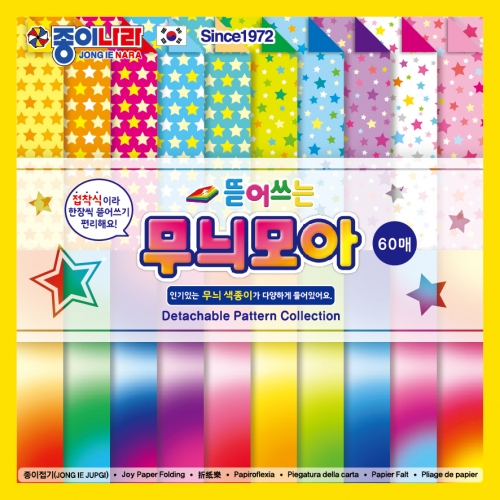 종이나라
JONG IE NARA
Since1972
접착식이라
한장씩 뜯어쓰기
편리해요!
뜯어쓰는
무늬모아
60매
인기있는 무늬 색종이가 다양하게 들어있어요.
Detachable Pattern Collection
종이접기(JONG IE JUPGI) • Joy Paper Folding • 折紙樂 • Papiroflexia • Piegatura della carta • Papier Falt • Pliage de papier